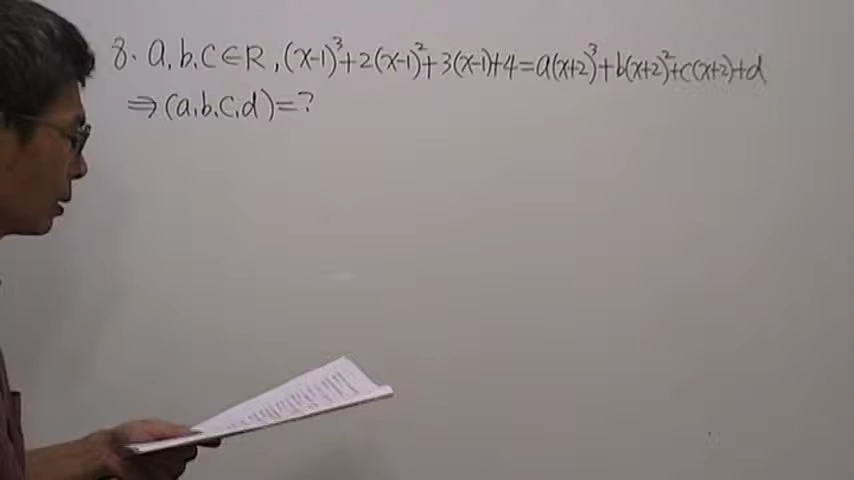 8. a,b,c∈R, (x-1)³+2(x-1)²+3(x-1)+4=a(x+2)³+b(x+2)²+c(x+2)+d
⇒(a,b,c,d)=?